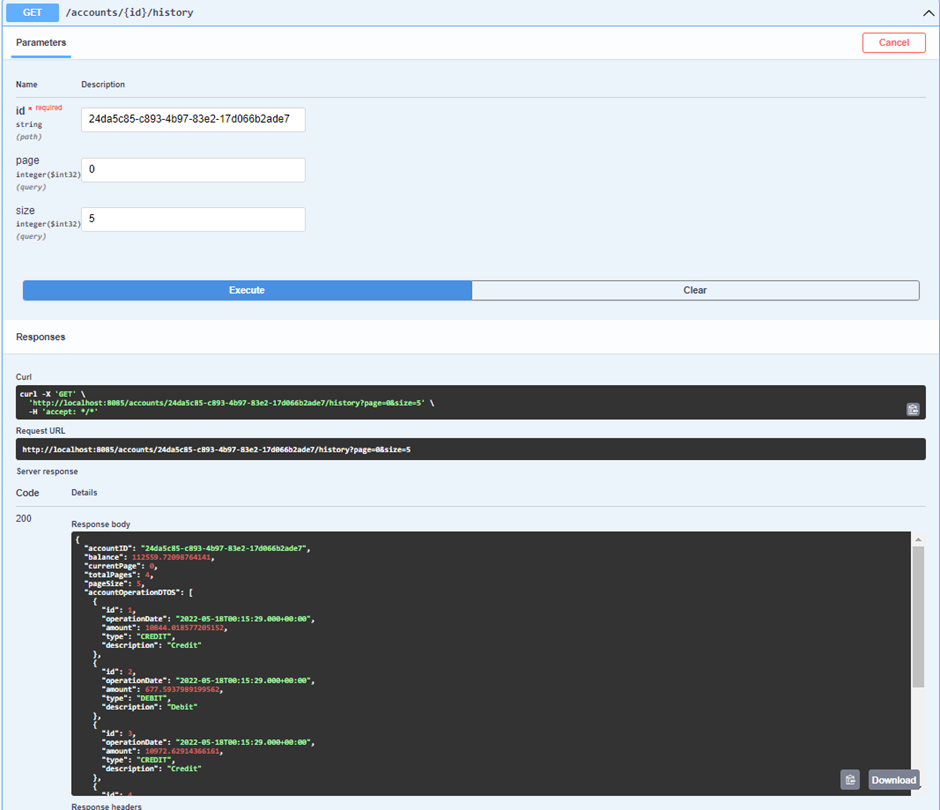 GET /accounts/{id}/history
Parameters
Cancel
Name Description
id * required
string
(path)
24da5c85-c893-4b97-83e2-17d066b2ade7
page
integer($int32)
(query)
0
size
integer($int32)
(query)
5
Execute
Clear
Responses
Curl
curl -X 'GET' \
'http://localhost:8085/accounts/24da5c85-c893-4b97-83e2-17d066b2ade7/history?page=0&size=5' \
-H 'accept: */*'
Request URL
http://localhost:8085/accounts/24da5c85-c893-4b97-83e2-17d066b2ade7/history?page=0&size=5
Server response
Code Details
200
Response body
{
"accountID": "24da5c85-c893-4b97-83e2-17d066b2ade7",
"balance": 112559.72098764141,
"currentPage": 0,
"totalPages": 4,
"pageSize": 5,
"accountOperationDTOS": [
{
"id": 1,
"operationDate": "2022-05-18T00:15:29.000+00:00",
"amount": 10844.018577205152,
"type": "CREDIT",
"description": "Credit"
},
{
"id": 2,
"operationDate": "2022-05-18T00:15:29.000+00:00",
"amount": 677.5937989199562,
"type": "DEBIT",
"description": "Debit"
},
{
"id": 3,
"operationDate": "2022-05-18T00:15:29.000+00:00",
"amount": 10972.62914366161,
"type": "CREDIT",
"description": "Credit"
},
{
"id": 4
Download
Response headers